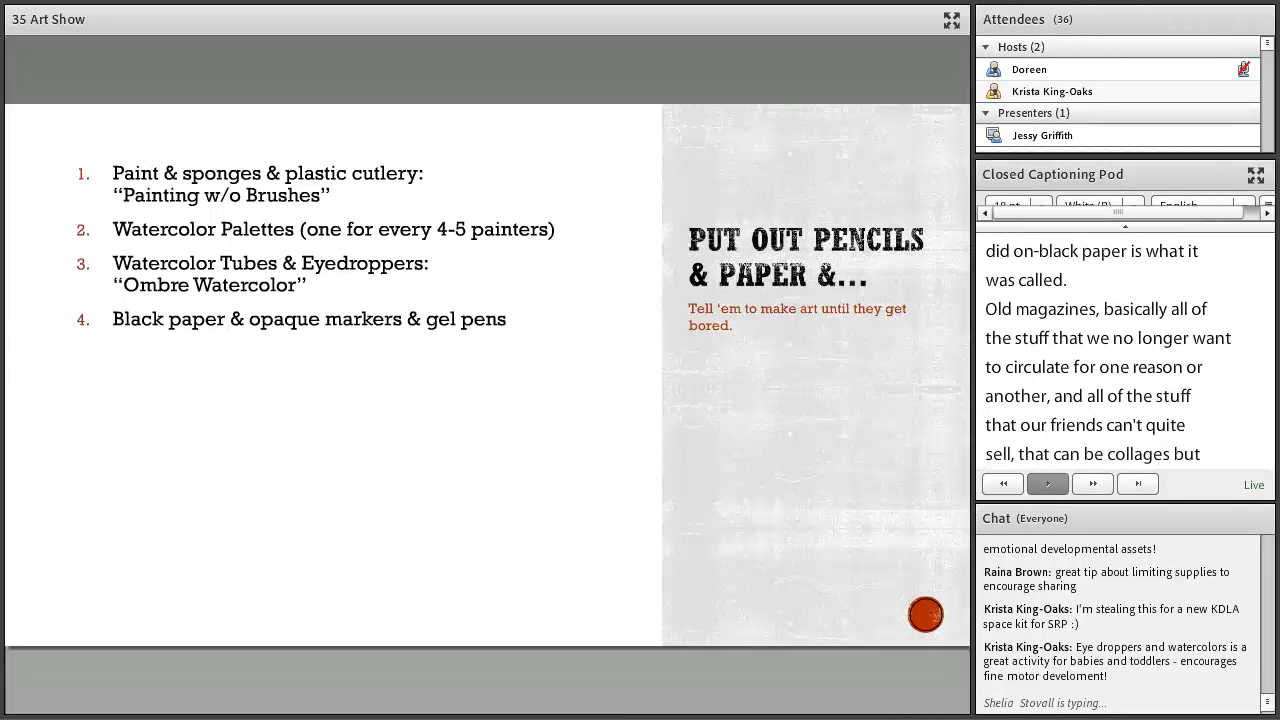 35 Art Show
1. Paint & sponges & plastic cutlery:
“Painting w/o Brushes”
2. Watercolor Palettes (one for every 4-5 painters)
3. Watercolor Tubes & Eyedroppers:
“Ombre Watercolor”
4. Black paper & opaque markers & gel pens
PUT OUT PENCILS
& PAPER &...
Tell ‘em to make art until they get
bored.
Attendees (36)
Hosts (2)
Doreen
Krista King-Oaks
Presenters (1)
Jessy Griffith
Closed Captioning Pod
English
did on-black paper is what it
was called.
Old magazines, basically all of
the stuff that we no longer want
to circulate for one reason or
another, and all of the stuff
that our friends can't quite
sell, that can be collages but
Live
Chat (Everyone)
emotional developmental assets!
Raina Brown: great tip about limiting supplies to
encourage sharing
Krista King-Oaks: I'm stealing this for a new KDLA
space kit for SRP :)
Krista King-Oaks: Eye droppers and watercolors is a
great activity for babies and toddlers - encourages
fine motor develoment!
Shelia Stovall is typing...